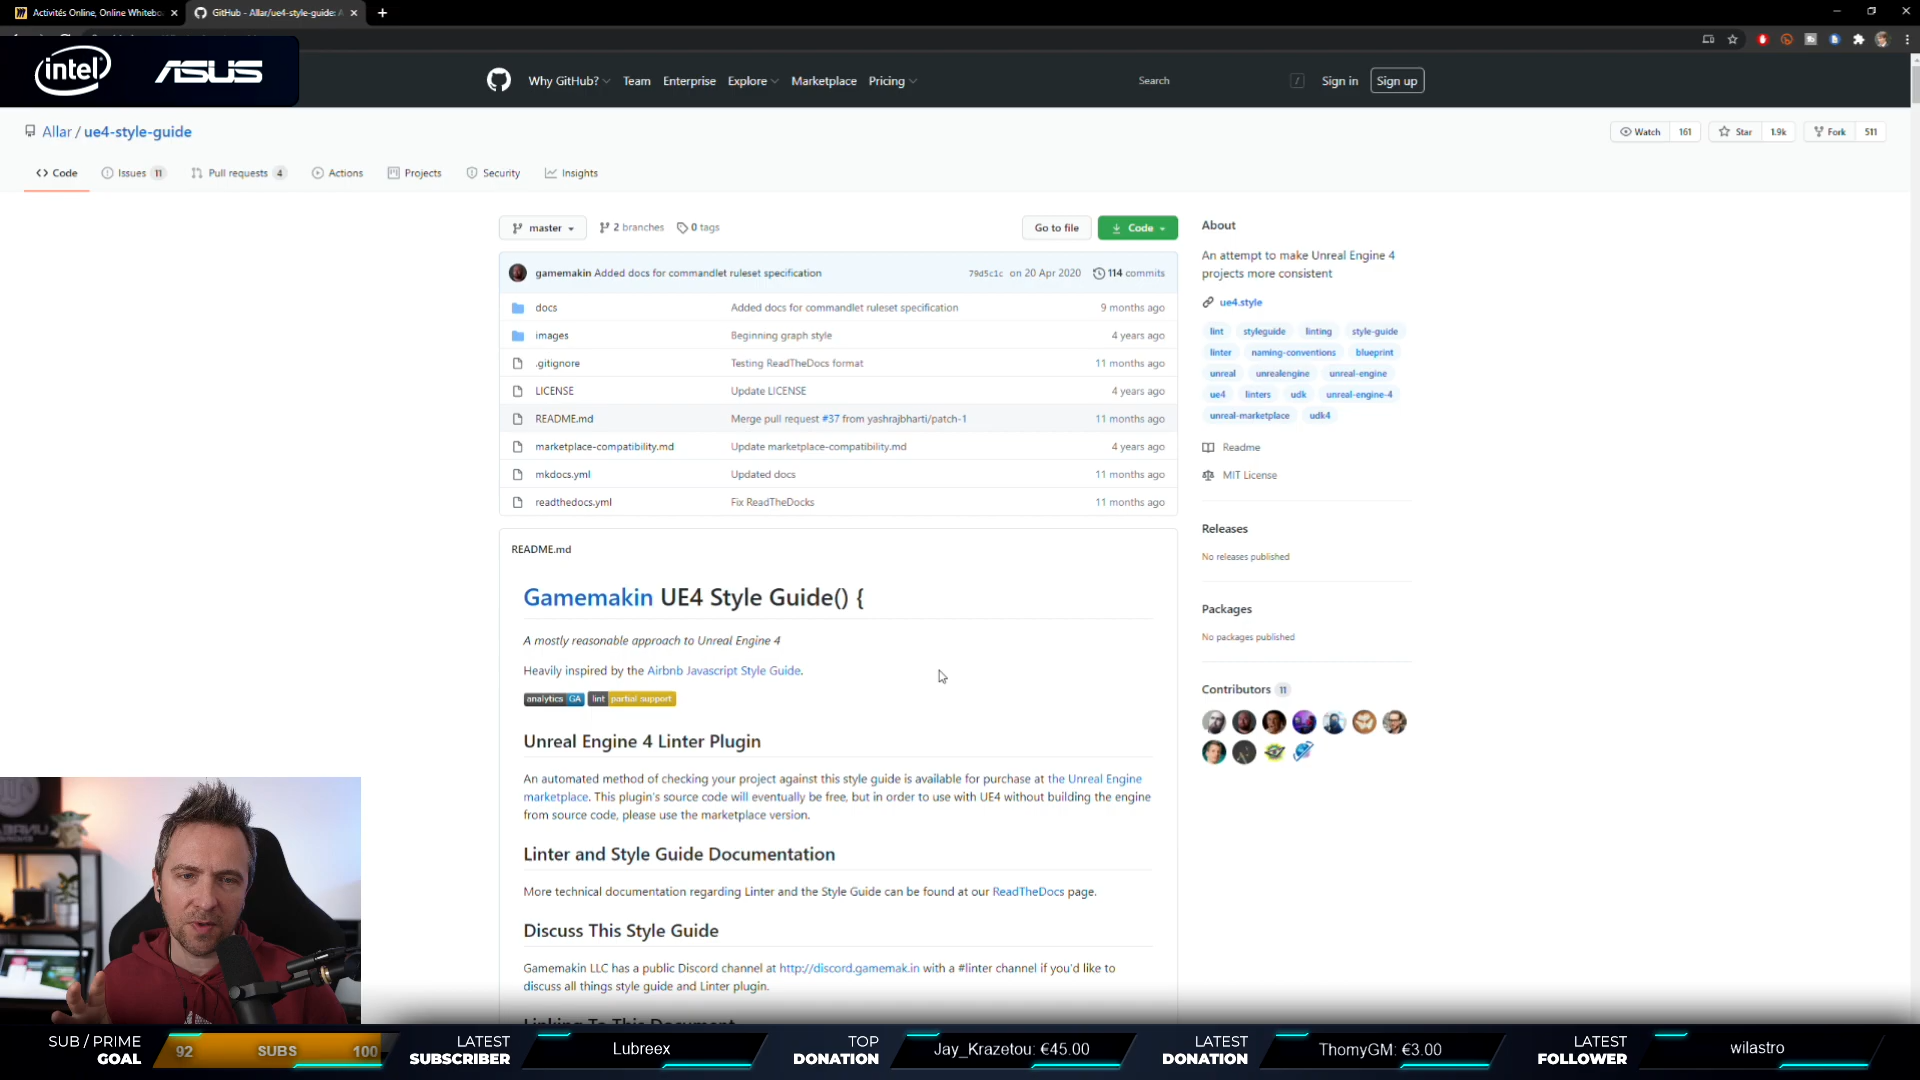 Activités Online, Online Whitebo
GitHub - Allar/ue4-style-guide: A
intel
ASUS
Why GitHub?
Team
Enterprise
Explore
Marketplace
Pricing
Search
/
Sign in
Sign up
Allar / ue4-style-guide
Watch 161
Star 1.9k
Fork 511
Code
Issues 11
Pull requests 4
Actions
Projects
Security
Insights
master
2 branches
0 tags
Go to file
Code
gamemakin Added docs for commandlet ruleset specification 79d5c1c on 20 Apr 2020 114 commits
docs Added docs for commandlet ruleset specification 9 months ago
images Beginning graph style 4 years ago
.gitignore Testing ReadTheDocs format 11 months ago
LICENSE Update LICENSE 4 years ago
README.md Merge pull request #37 from yashrajbharti/patch-1 11 months ago
marketplace-compatibility.md Update marketplace-compatibility.md 4 years ago
mkdocs.yml Updated docs 11 months ago
readthedocs.yml Fix ReadTheDocks 11 months ago
About
An attempt to make Unreal Engine 4
projects more consistent
ue4.style
lint styleguide linting style-guide
linter naming-conventions blueprint
unreal unrealengine unreal-engine
ue4 linters udk unreal-engine-4
unreal-marketplace udk4
Readme
MIT License
Releases
No releases published
Packages
No packages published
Contributors 11
README.md
Gamemakin UE4 Style Guide() {
A mostly reasonable approach to Unreal Engine 4
Heavily inspired by the Airbnb Javascript Style Guide.
analytics GA lint partial support
Unreal Engine 4 Linter Plugin
An automated method of checking your project against this style guide is available for purchase at the Unreal Engine
marketplace. This plugin's source code will eventually be free, but in order to use with UE4 without building the engine
from source code, please use the marketplace version.
Linter and Style Guide Documentation
More technical documentation regarding Linter and the Style Guide can be found at our ReadTheDocs page.
Discuss This Style Guide
Gamemakin LLC has a public Discord channel at http://discord.gamemak.in with a #linter channel if you'd like to
discuss all things style guide and Linter plugin.
Linking To This Document
SUB / PRIME
GOAL
92 SUBS 100
LATEST
SUBSCRIBER
Lubreex
TOP
DONATION
Jay_Krazetou: €45.00
LATEST
DONATION
ThomyGM: €3.00
LATEST
FOLLOWER
wilastro